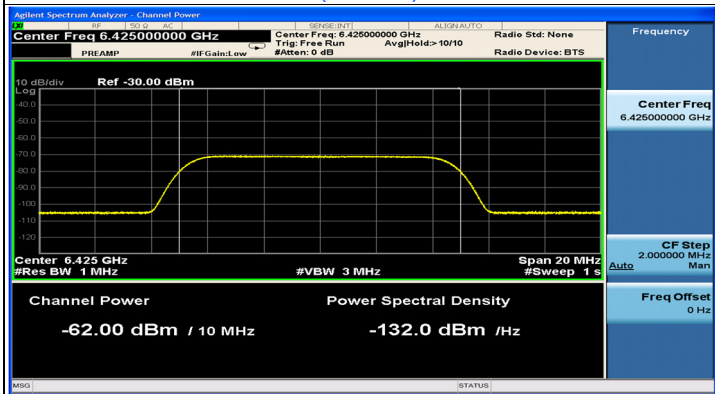 Agilent Spectrum Analyzer - Channel Power
LXI RF 50 Ω AC SENSE:INT ALIGN AUTO
Center Freq 6.425000000 GHz
Center Freq: 6.425000000 GHz
Radio Std: None
Trig: Free Run Avg|Hold:>10/10
PREAMP #IFGain:Low #Atten: 0 dB Radio Device: BTS
10 dB/div Ref -30.00 dBm
Log
-40.0
-50.0
-60.0
-70.0
-80.0
-90.0
-100
-110
-120
Center 6.425 GHz Span 20 MHz
#Res BW 1 MHz #VBW 3 MHz #Sweep 1 s
Channel Power Power Spectral Density
-62.00 dBm / 10 MHz -132.0 dBm /Hz
MSG STATUS
Frequency
Center Freq
6.425000000 GHz
CF Step
2.000000 MHz
Auto Man
Freq Offset
0 Hz